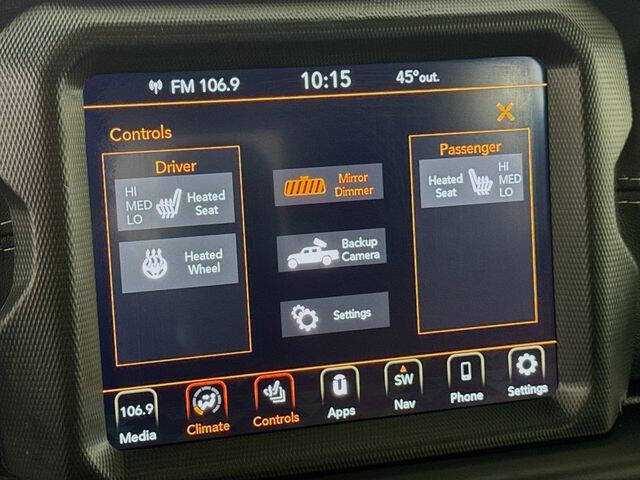 FM 106.9 10:15 45°out.
Controls
Driver
HI
MED
LO
Heated
Seat
Heated
Wheel
Mirror
Dimmer
Backup
Camera
Settings
Passenger
Heated
Seat
HI
MED
LO
106.9
Media
Climate
Controls
Apps
SW
Nav
Phone
Settings